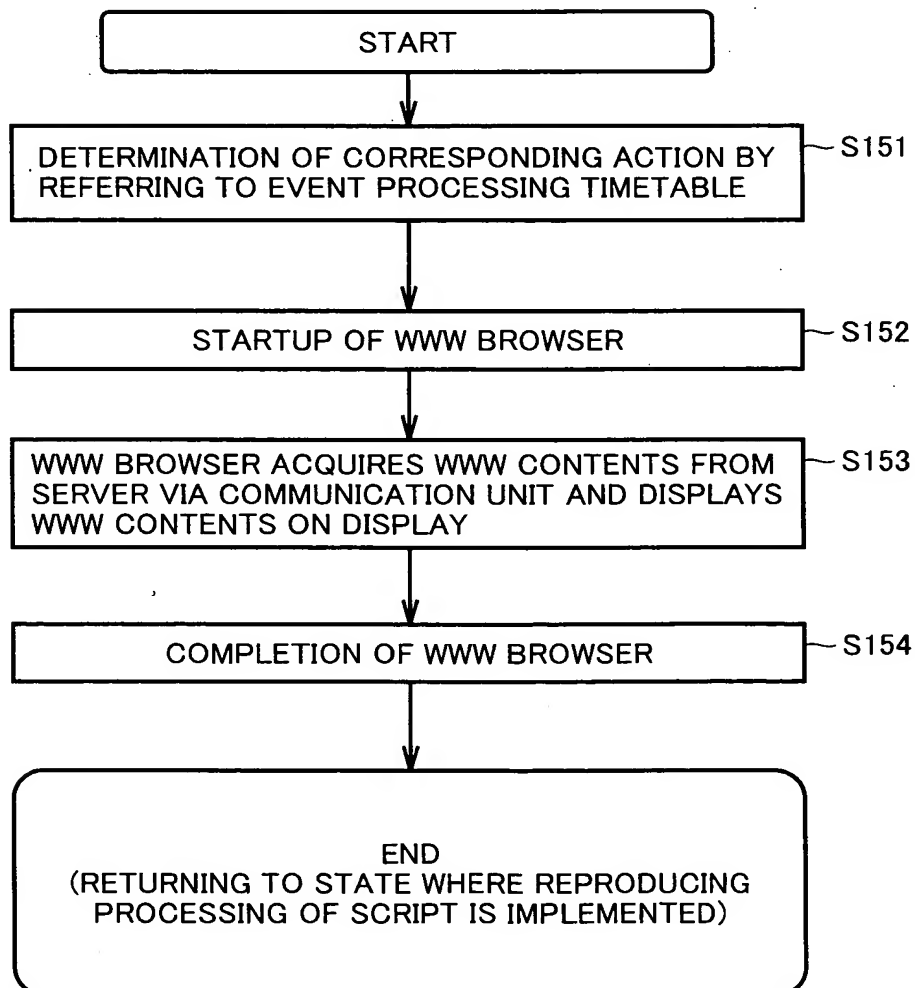 START
DETERMINATION OF CORRESPONDING ACTION BY
REFERRING TO EVENT PROCESSING TIMETABLE
S151
STARTUP OF WWW BROWSER
S152
WWW BROWSER ACQUIRES WWW CONTENTS FROM
SERVER VIA COMMUNICATION UNIT AND DISPLAYS
WWW CONTENTS ON DISPLAY
S153
COMPLETION OF WWW BROWSER
S154
END
(RETURNING TO STATE WHERE REPRODUCING
PROCESSING OF SCRIPT IS IMPLEMENTED)